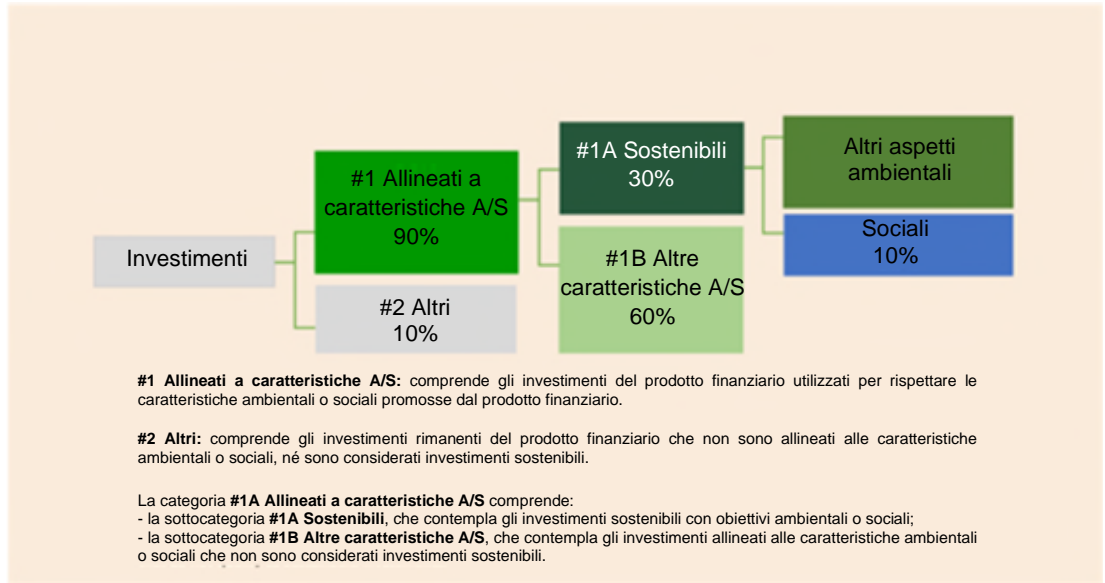 Investimenti
#1 Allineati a
caratteristiche A/S
90%
#2 Altri
10%
#1A Sostenibili
30%
#1B Altre
caratteristiche A/S
60%
Altri aspetti
ambientali
Sociali
10%
#1 Allineati a caratteristiche A/S: comprende gli investimenti del prodotto finanziario utilizzati per rispettare le
caratteristiche ambientali o sociali promosse dal prodotto finanziario.
#2 Altri: comprende gli investimenti rimanenti del prodotto finanziario che non sono allineati alle caratteristiche
ambientali o sociali, né sono considerati investimenti sostenibili.
La categoria #1A Allineati a caratteristiche A/S comprende:
- la sottocategoria #1A Sostenibili, che contempla gli investimenti sostenibili con obiettivi ambientali o sociali;
- la sottocategoria #1B Altre caratteristiche A/S, che contempla gli investimenti allineati alle caratteristiche ambientali
o sociali che non sono considerati investimenti sostenibili.